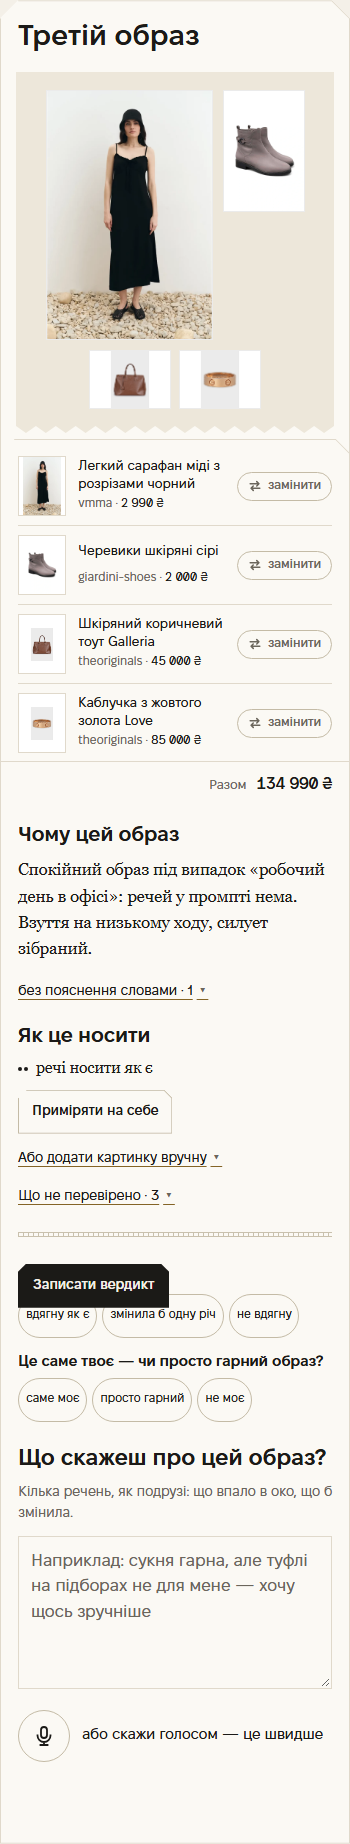 Третій образ
Легкий сарафан міді з
розрізами чорний
vmma · 2 990 ₴
замінити
Черевики шкіряні сірі
giardini-shoes · 2 000 ₴
замінити
Шкіряний коричневий
тоут Galleria
theoriginals · 45 000 ₴
замінити
Каблучка з жовтого
золота Love
theoriginals · 85 000 ₴
замінити
Разом 134 990 ₴
Чому цей образ
Спокійний образ під випадок «робочий
день в офісі»: речей у промпті нема.
Взуття на низькому ходу, силует
зібраний.
без пояснення словами · 1
Як це носити
•• речі носити як є
Приміряти на себе
Або додати картинку вручну
Що не перевірено · 3
Записати вердикт
вдягну як є змінила б одну річ не вдягну
Це саме твоє — чи просто гарний образ?
саме моє просто гарний не моє
Що скажеш про цей образ?
Кілька речень, як подрузі: що впало в око, що б
змінила.
Наприклад: сукня гарна, але туфлі
на підборах не для мене — хочу
щось зручніше
або скажи голосом — це швидше